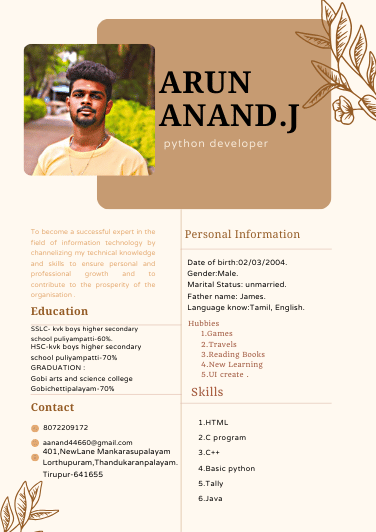 ARUN
ANAND.J
python developer
To become a successful expert in the
field of information technology by
channelizing my technical knowledge
and skills to ensure personal and
professional growth and to
contribute to the prosperity of the
organisation .
Education
SSLC- kvk boys higher secondary
school puliyampatti-60%.
HSC-kvk boys higher secondary
school puliyampatti-70%
GRADUATION :
Gobi arts and science college
Gobichettipalayam-70%
Contact
8072209172
aanand44660@gmail.com
401,NewLane Mankarasupalayam
Lorthupuram,Thandukaranpalayam.
Tirupur-641655
Personal Information
Date of birth:02/03/2004.
Gender:Male.
Marital Status: unmarried.
Father name: James.
Language know:Tamil, English.
Hubbies
1.Games
2.Travels
3.Reading Books
4.New Learning
5.UI create .
Skills
1.HTML
2.C program
3.C++
4.Basic python
5.Tally
6.Java